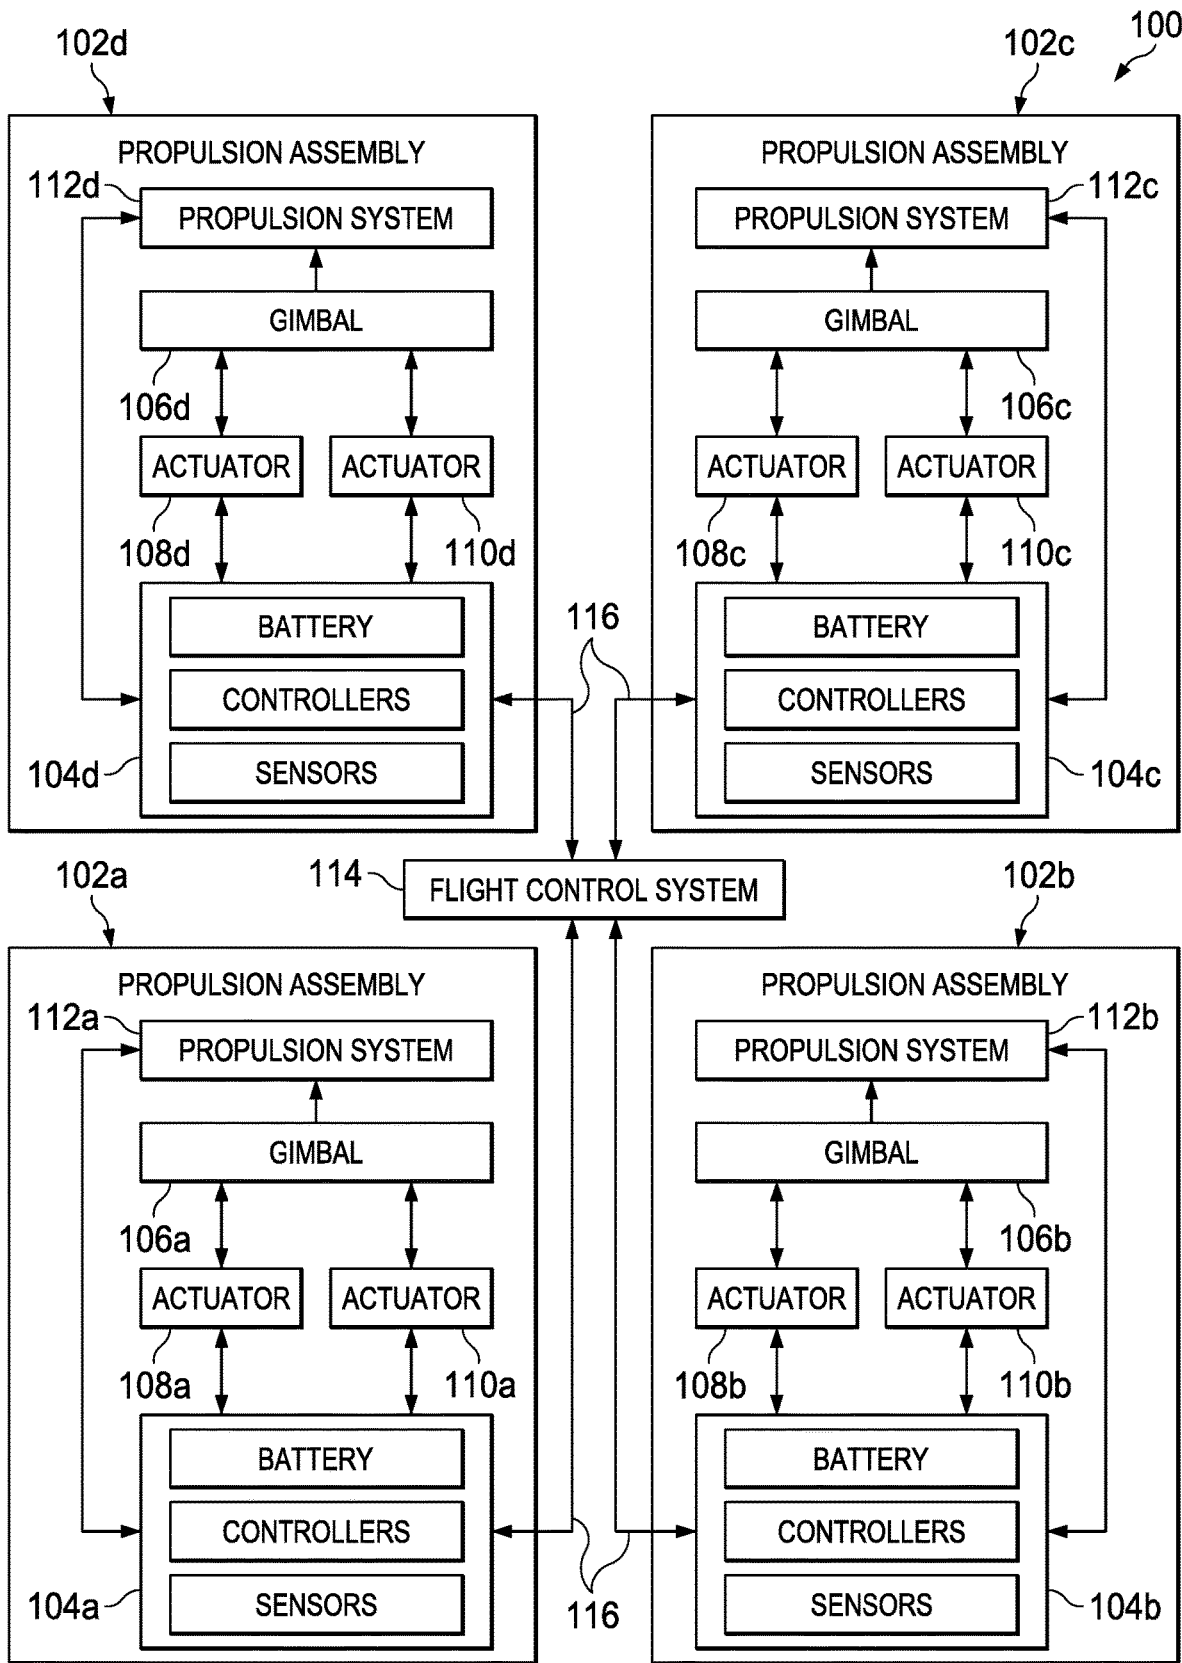 100
102d
102c
PROPULSION ASSEMBLY
PROPULSION ASSEMBLY
112d
PROPULSION SYSTEM
PROPULSION SYSTEM
112c
GIMBAL
GIMBAL
106d
106c
ACTUATOR
ACTUATOR
ACTUATOR
ACTUATOR
108d
110d
108c
110c
BATTERY
116
BATTERY
CONTROLLERS
CONTROLLERS
104d
SENSORS
SENSORS
104c
102a
114
FLIGHT CONTROL SYSTEM
102b
PROPULSION ASSEMBLY
PROPULSION ASSEMBLY
112a
PROPULSION SYSTEM
PROPULSION SYSTEM
112b
GIMBAL
GIMBAL
106a
106b
ACTUATOR
ACTUATOR
ACTUATOR
ACTUATOR
108a
110a
108b
110b
BATTERY
BATTERY
CONTROLLERS
CONTROLLERS
104a
SENSORS
116
SENSORS
104b